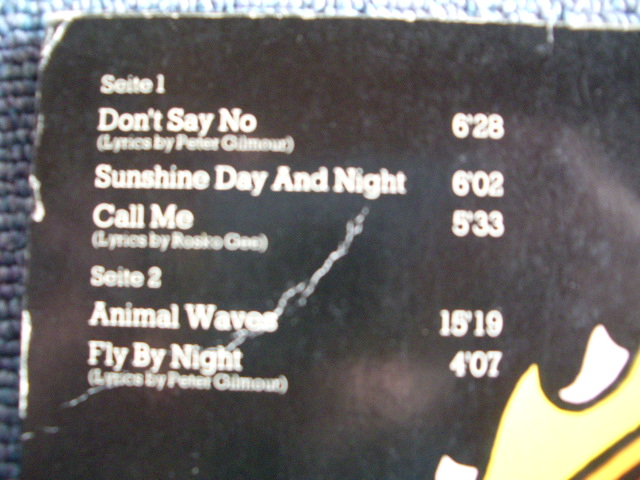 Seite 1
Don't Say No 6'28
(Lyrics by Peter Gilmour)
Sunshine Day And Night 6'02
Call Me 5'33
(Lyrics by Rosko Gee)
Seite 2
Animal Waves 15'19
Fly By Night 4'07
(Lyrics by Peter Gilmour)